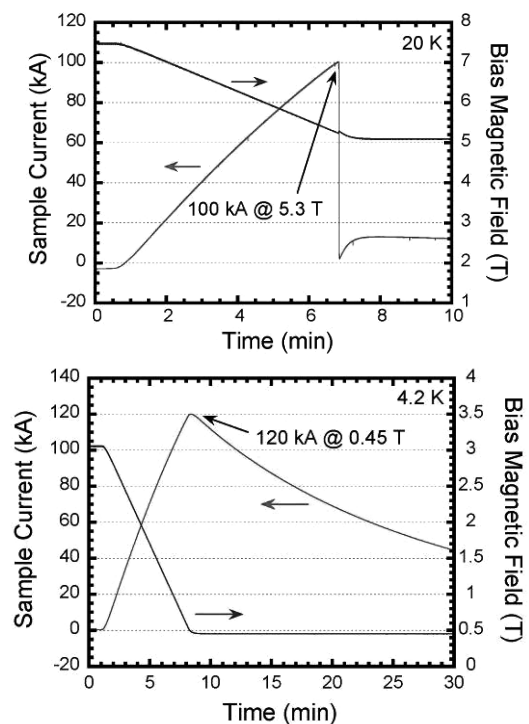 120
100
80
60
40
20
0
-20
Sample Current (kA)
8
7
6
5
4
3
2
1
Bias Magnetic Field (T)
20 K
100 kA @ 5.3 T
0 2 4 6 8 10
Time (min)
140
120
100
80
60
40
20
0
-20
Sample Current (kA)
4
3.5
3
2.5
2
1.5
1
0.5
0
Bias Magnetic Field (T)
4.2 K
120 kA @ 0.45 T
0 5 10 15 20 25 30
Time (min)